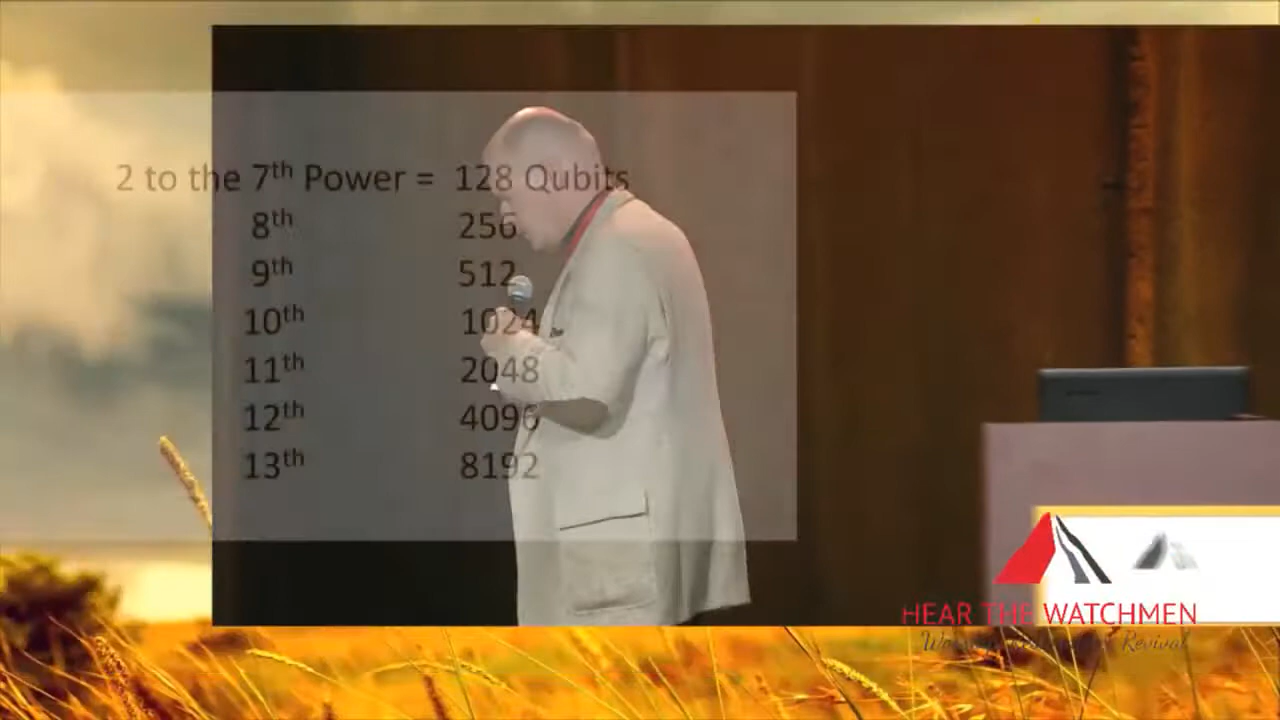 2 to the 7th Power = 128 Qubits
8th 256
9th 512
10th 1024
11th 2048
12th 4096
13th 8192
HEAR THE WATCHMEN
Revival